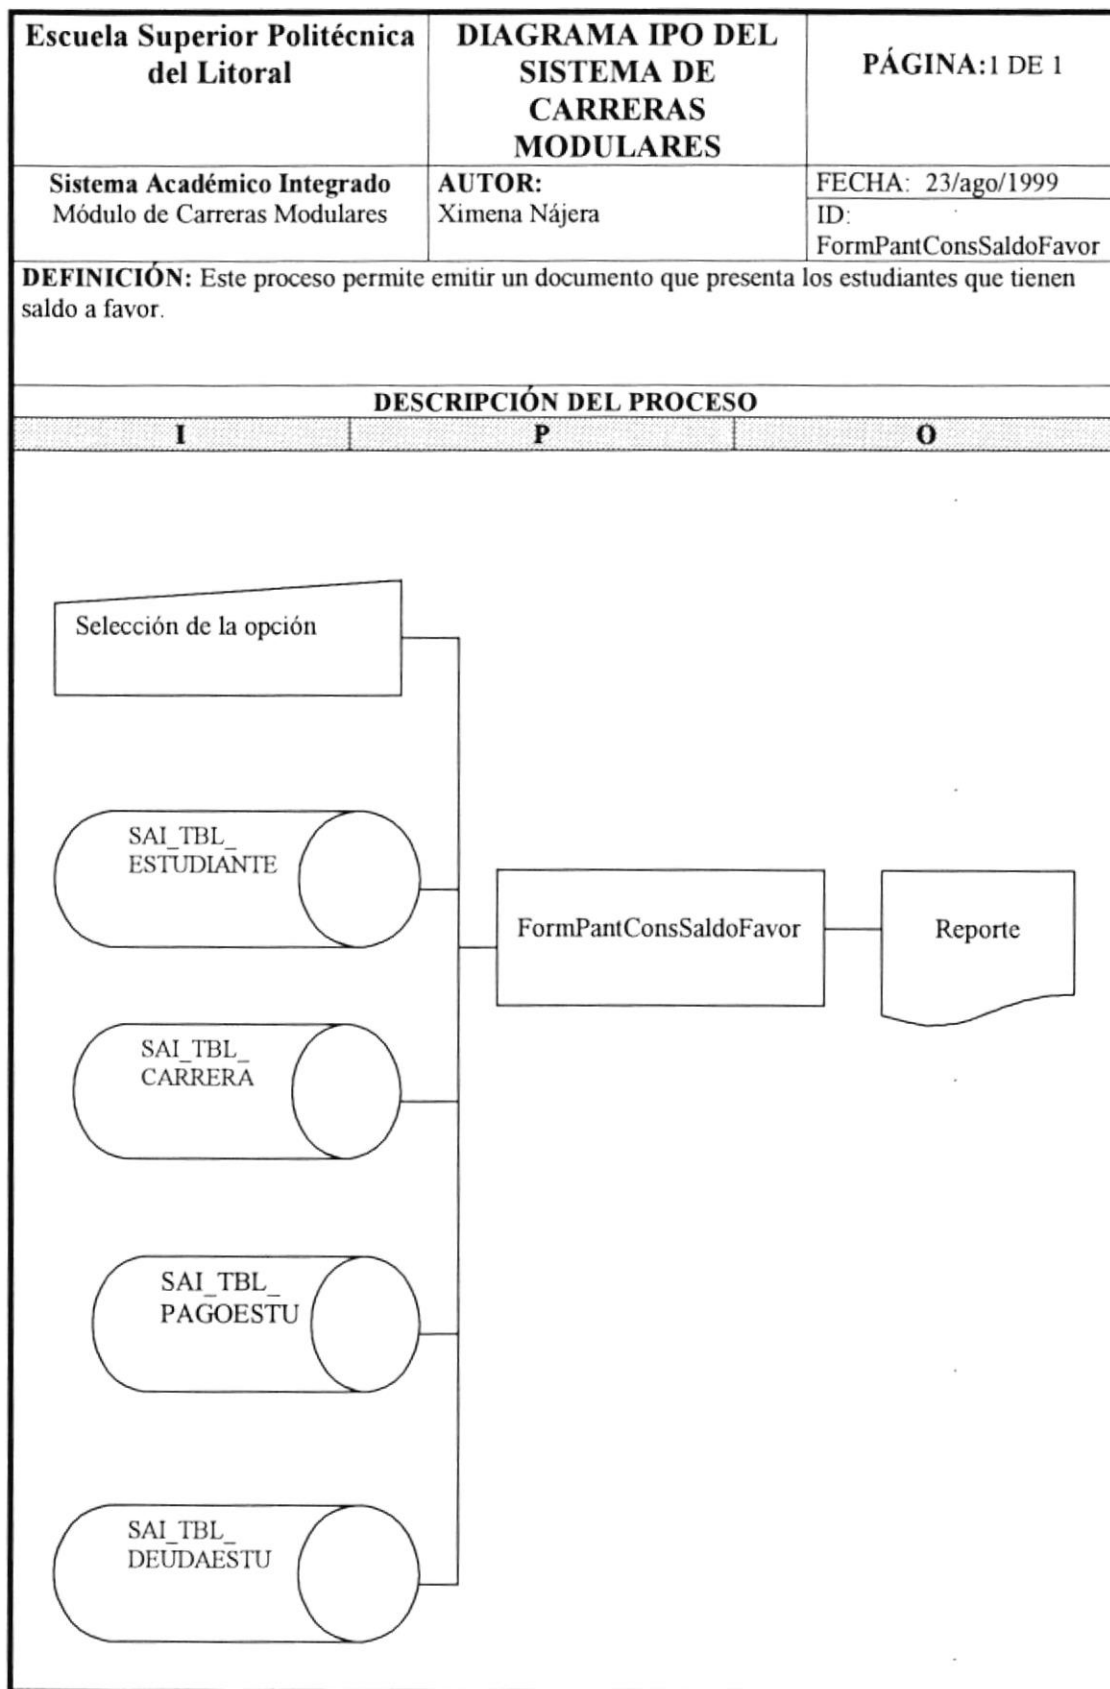 Escuela Superior Politécnica
del Litoral
DIAGRAMA IPO DEL
SISTEMA DE
CARRERAS
MODULARES
PÁGINA:1 DE 1
Sistema Académico Integrado
Módulo de Carreras Modulares
AUTOR:
Ximena Nájera
FECHA: 23/ago/1999
ID:
FormPantConsSaldoFavor
DEFINICIÓN: Este proceso permite emitir un documento que presenta los estudiantes que tienen
saldo a favor.
DESCRIPCIÓN DEL PROCESO
I P O
Selección de la opción
SAI_TBL_
ESTUDIANTE
FormPantConsSaldoFavor
Reporte
SAI_TBL_
CARRERA
SAI_TBL_
PAGOESTU
SAI_TBL_
DEUDAESTU